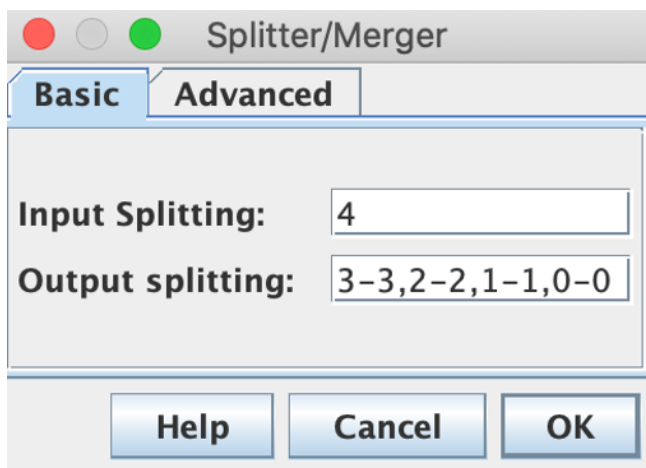 Splitter/Merger
Basic Advanced
Input Splitting: 4
Output splitting: 3-3,2-2,1-1,0-0
Help Cancel OK